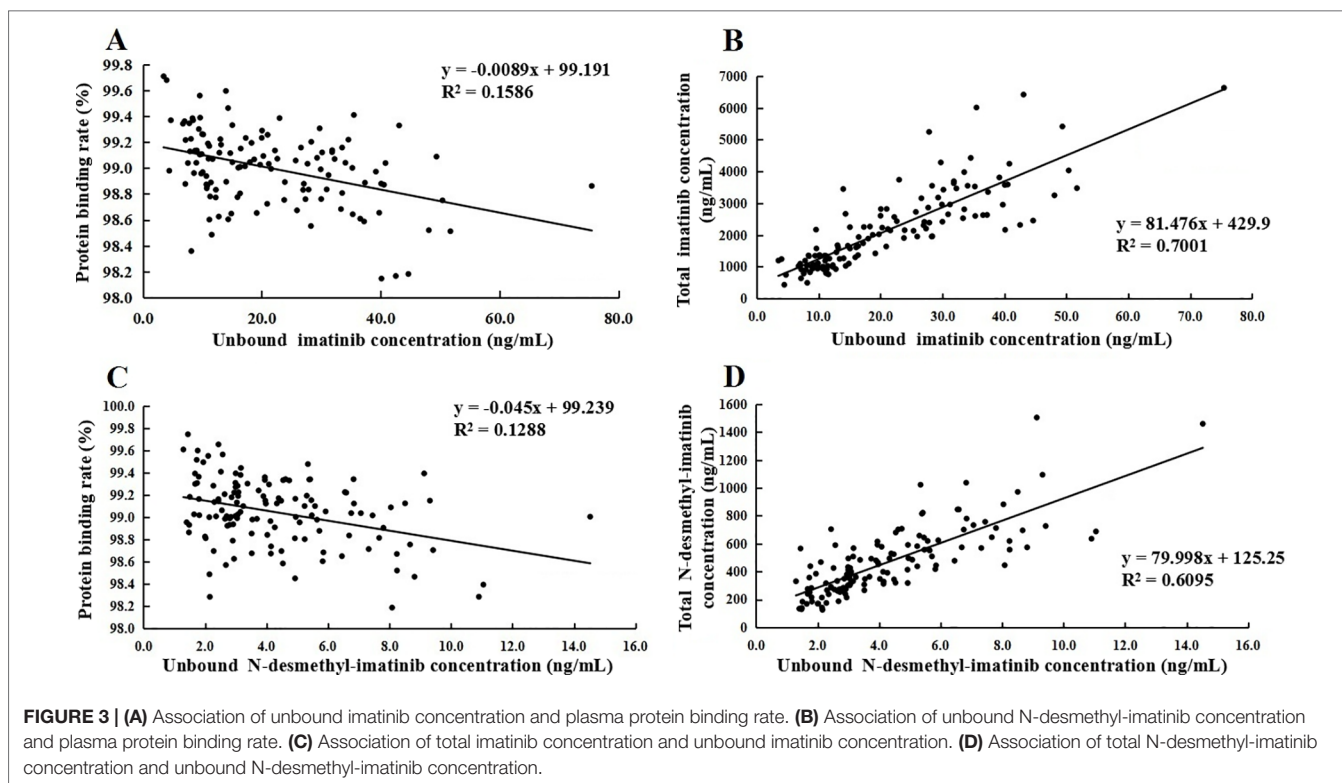 A
Protein binding rate (%)
99.8
99.6
99.4
99.2
99.0
98.8
98.6
98.4
98.2
98.0
y = -0.0089x + 99.191
R² = 0.1586
0.0 20.0 40.0 60.0 80.0
Unbound imatinib concentration (ng/mL)
B
Total imatinib concentration
(ng/mL)
7000
6000
5000
4000
3000
2000
1000
0
y = 81.476x + 429.9
R² = 0.7001
0.0 10.0 20.0 30.0 40.0 50.0 60.0 70.0 80.0
Unbound imatinib concentration (ng/mL)
C
Protein binding rate (%)
100.0
99.8
99.6
99.4
99.2
99.0
98.8
98.6
98.4
98.2
98.0
y = -0.045x + 99.239
R² = 0.1288
0.0 2.0 4.0 6.0 8.0 10.0 12.0 14.0 16.0
Unbound N-desmethyl-imatinib concentration (ng/mL)
D
Total N-desmethyl-imatinib
concentration (ng/mL)
1600
1400
1200
1000
800
600
400
200
0
y = 79.998x + 125.25
R² = 0.6095
0.0 2.0 4.0 6.0 8.0 10.0 12.0 14.0 16.0
Unbound N-desmethyl-imatinib concentration (ng/mL)
FIGURE 3 | (A) Association of unbound imatinib concentration and plasma protein binding rate. (B) Association of unbound N-desmethyl-imatinib concentration
and plasma protein binding rate. (C) Association of total imatinib concentration and unbound imatinib concentration. (D) Association of total N-desmethyl-imatinib
concentration and unbound N-desmethyl-imatinib concentration.